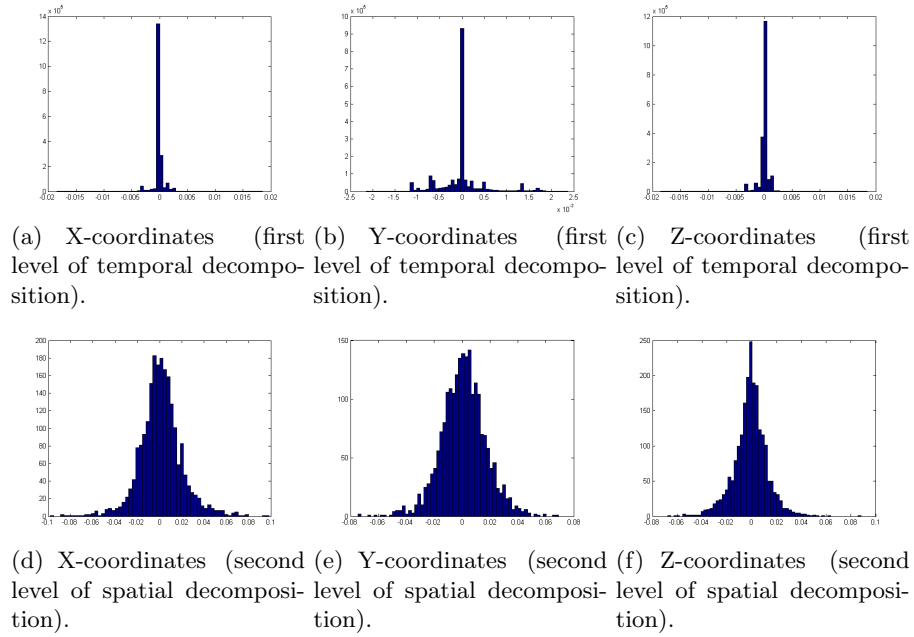 x 10
14
12
10
8
6
4
2
0
-0.02 -0.015 -0.01 -0.005 0 0.005 0.01 0.015 0.02
(a) X-coordinates (first
level of temporal decompo-
sition).
x 10
10
9
8
7
6
5
4
3
2
1
0
-2.5 -2 -1.5 -1 -0.5 0 0.5 1 1.5 2 2.5
x 10
(b) Y-coordinates (first
level of temporal decompo-
sition).
x 10
12
10
8
6
4
2
0
-0.02 -0.015 -0.01 -0.005 0 0.005 0.01 0.015 0.02
(c) Z-coordinates (first
level of temporal decompo-
sition).
200
180
160
140
120
100
80
60
40
20
0
-0.1 -0.08 -0.06 -0.04 -0.02 0 0.02 0.04 0.06 0.08 0.1
(d) X-coordinates (second
level of spatial decomposi-
tion).
150
100
50
0
-0.08 -0.06 -0.04 -0.02 0 0.02 0.04 0.06 0.08
(e) Y-coordinates (second
level of spatial decomposi-
tion).
250
200
150
100
50
0
-0.08 -0.06 -0.04 -0.02 0 0.02 0.04 0.06 0.08 0.1
(f) Z-coordinates (second
level of spatial decomposi-
tion).